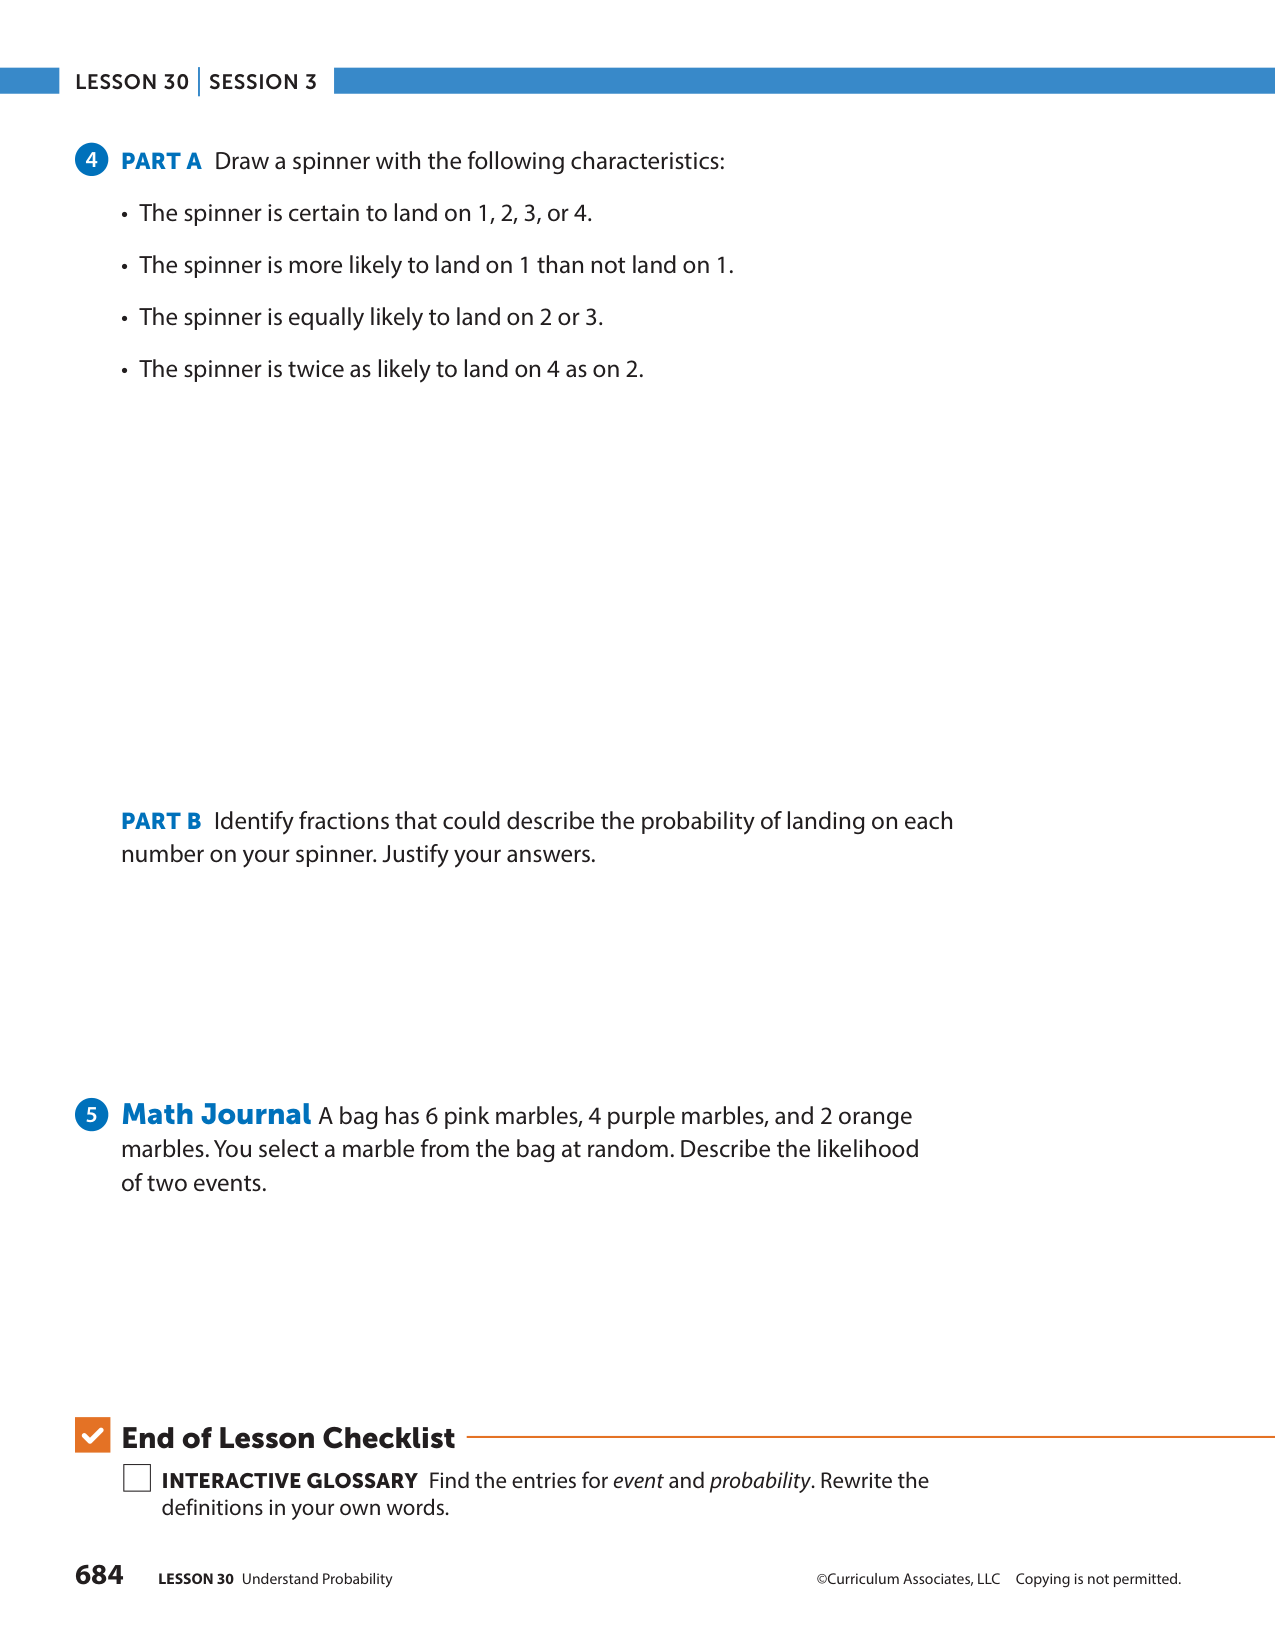 LESSON 30 | SESSION 3
4 PART A Draw a spinner with the following characteristics:
• The spinner is certain to land on 1, 2, 3, or 4.
• The spinner is more likely to land on 1 than not land on 1.
• The spinner is equally likely to land on 2 or 3.
• The spinner is twice as likely to land on 4 as on 2.
PART B Identify fractions that could describe the probability of landing on each
number on your spinner. Justify your answers.
5 Math Journal A bag has 6 pink marbles, 4 purple marbles, and 2 orange
marbles. You select a marble from the bag at random. Describe the likelihood
of two events.
End of Lesson Checklist
INTERACTIVE GLOSSARY Find the entries for event and probability. Rewrite the
definitions in your own words.
684 LESSON 30 Understand Probability ©Curriculum Associates, LLC Copying is not permitted.